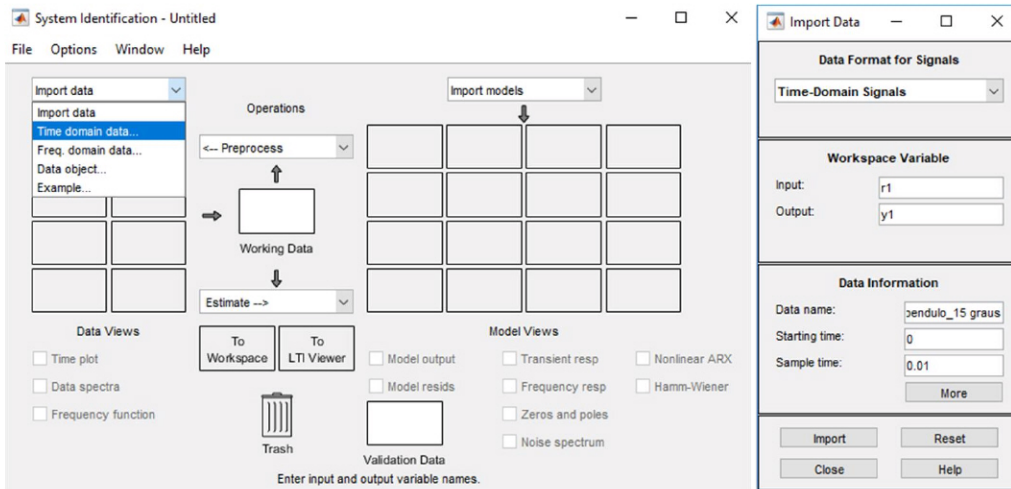 System Identification - Untitled
File Options Window Help
Import data
Import data
Time domain data...
Freq. domain data...
Data object...
Example...
Operations
<-- Preprocess
Working Data
Estimate -->
Import models
Data Views
Time plot
Data spectra
Frequency function
To Workspace
To LTI Viewer
Trash
Model Views
Model output
Model resids
Transient resp
Frequency resp
Zeros and poles
Noise spectrum
Nonlinear ARX
Hamm-Wiener
Validation Data
Enter input and output variable names.
Import Data
Data Format for Signals
Time-Domain Signals
Workspace Variable
Input: r1
Output: y1
Data Information
Data name: pendulo_15 graus
Starting time: 0
Sample time: 0.01
More
Import Reset
Close Help